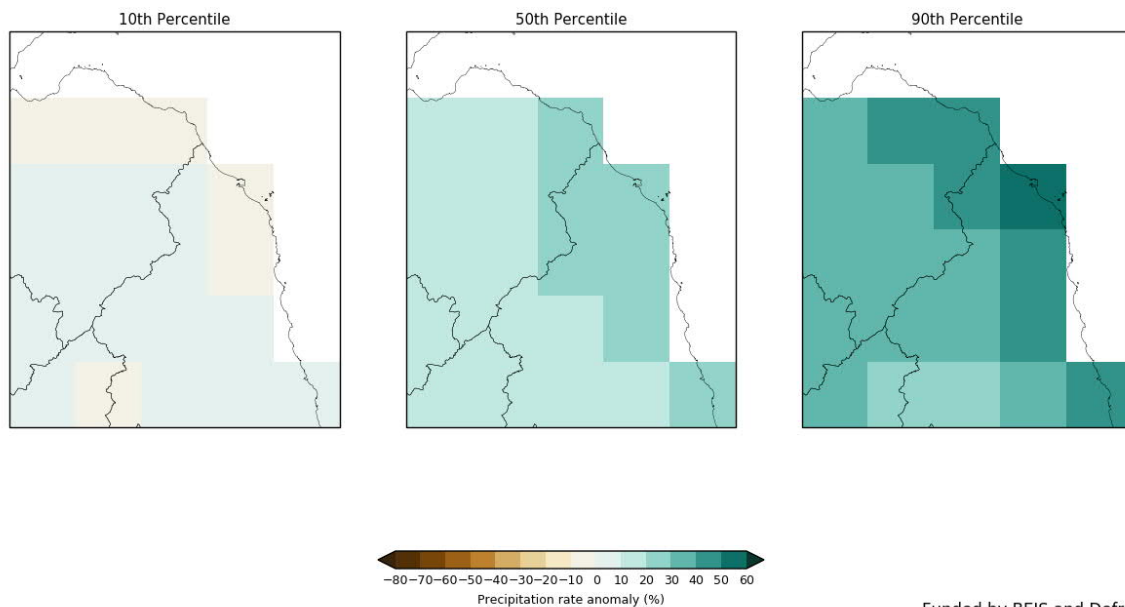 10th Percentile
50th Percentile
90th Percentile
−80−70−60−50−40−30−20−10 0 10 20 30 40 50 60
Precipitation rate anomaly (%)
Funded by BEIS and Defr